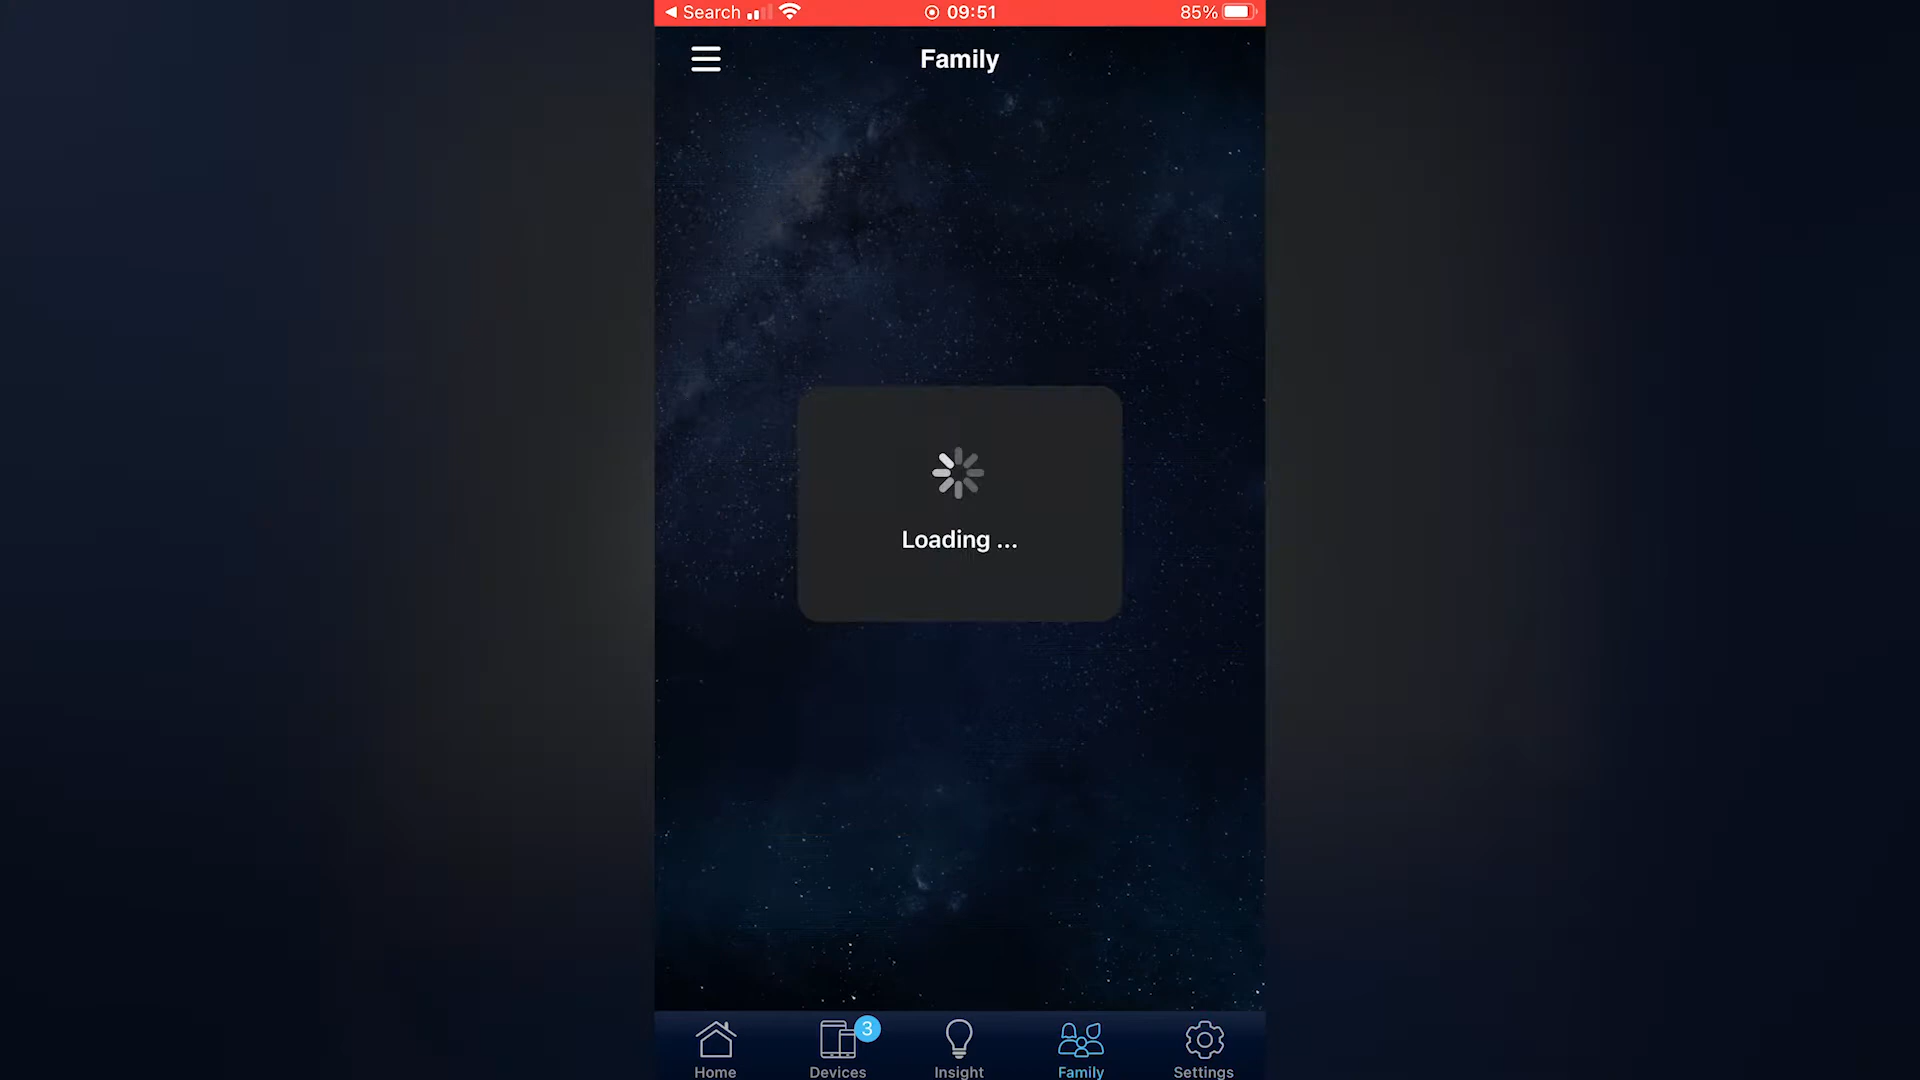 Search 09:51 85%
Family
Loading ...
3
Home Devices Insight Family Settings